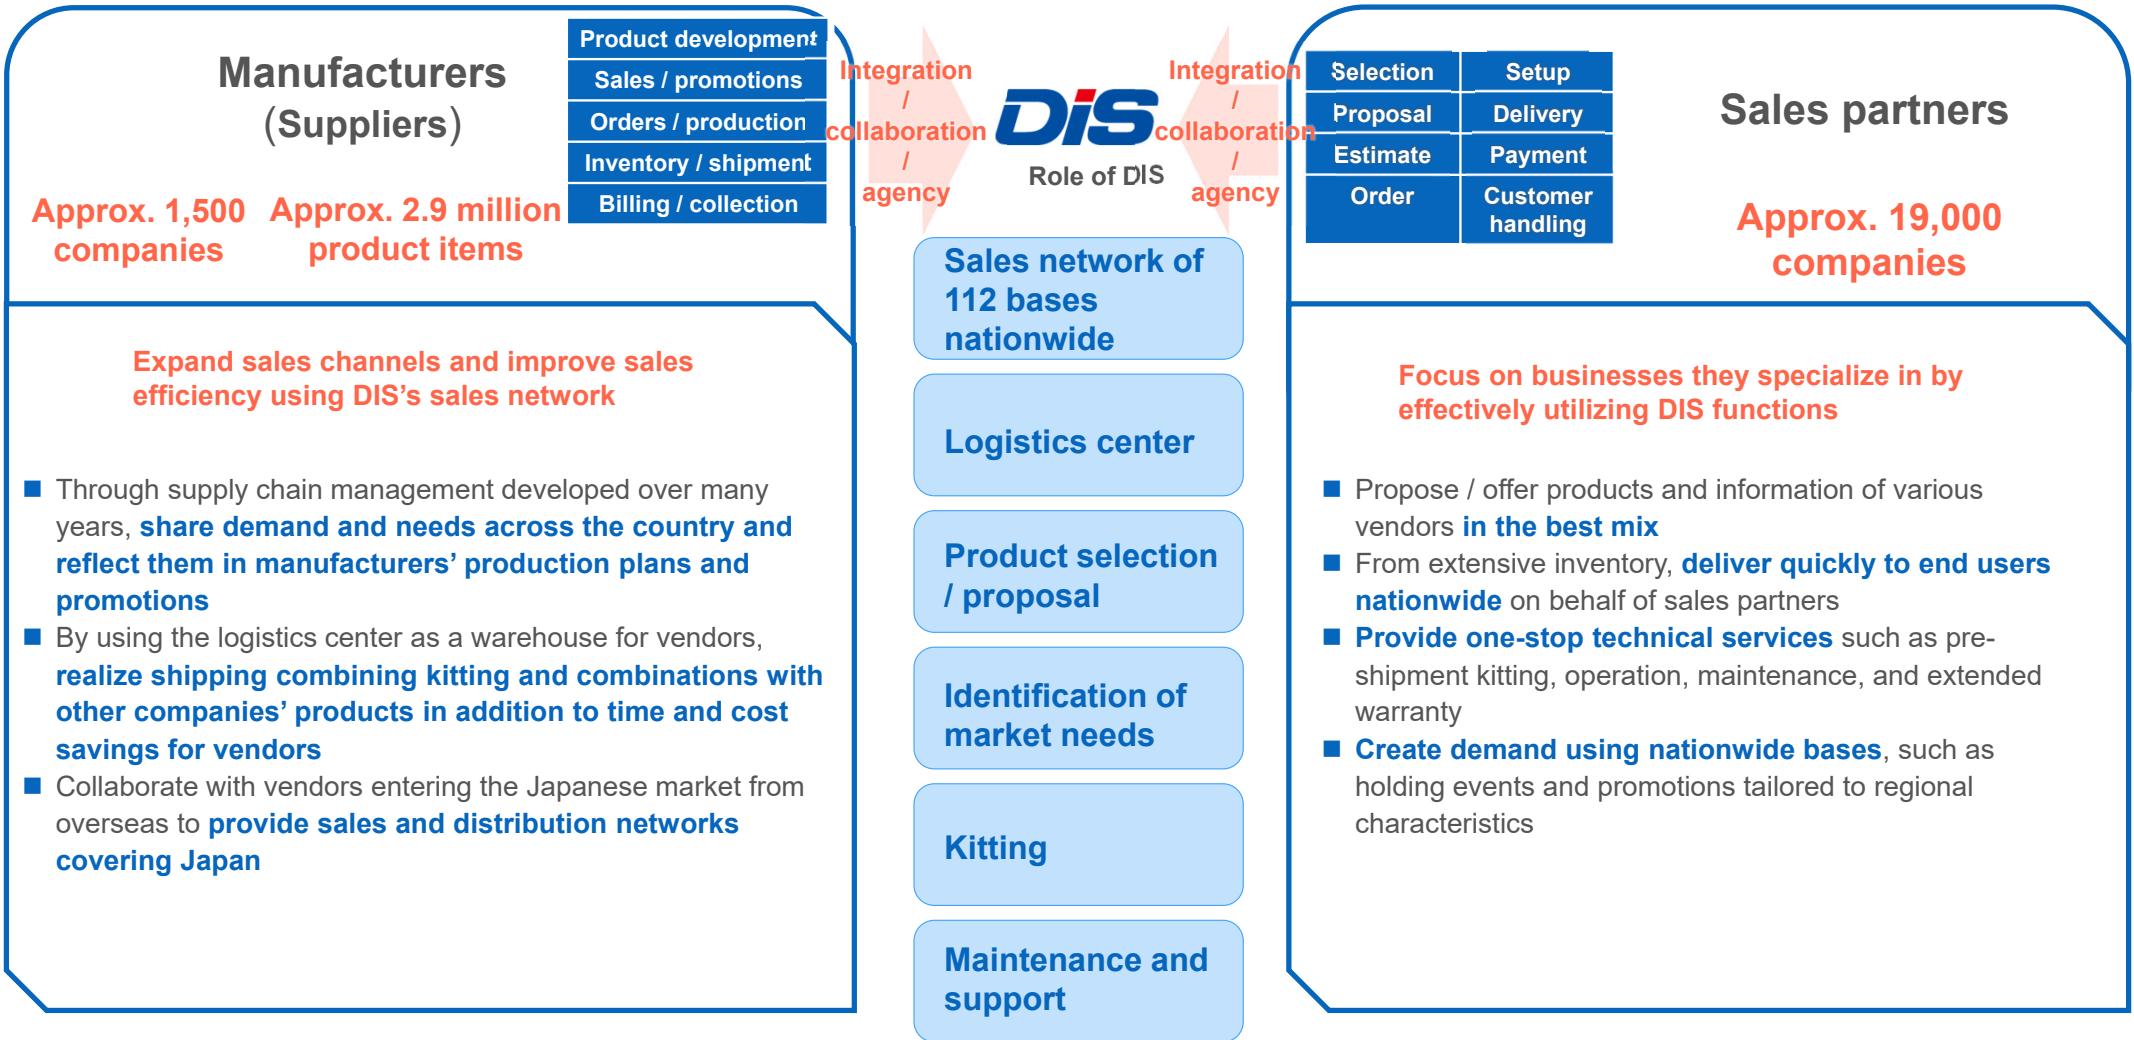 Manufacturers
(Suppliers)
Approx. 1,500
companies
Approx. 2.9 million
product items
Product development
Sales / promotions
Orders / production
Inventory / shipment
Billing / collection
Integration
/
collaboration
/
agency
DiS
Role of DIS
Integration
/
collaboration
/
agency
Selection
Setup
Proposal
Delivery
Estimate
Payment
Order
Customer
handling
Sales partners
Approx. 19,000
companies
Expand sales channels and improve sales
efficiency using DIS’s sales network
■ Through supply chain management developed over many
years, share demand and needs across the country and
reflect them in manufacturers’ production plans and
promotions
■ By using the logistics center as a warehouse for vendors,
realize shipping combining kitting and combinations with
other companies’ products in addition to time and cost
savings for vendors
■ Collaborate with vendors entering the Japanese market from
overseas to provide sales and distribution networks
covering Japan
Sales network of
112 bases
nationwide
Logistics center
Product selection
/ proposal
Identification of
market needs
Kitting
Maintenance and
support
Focus on businesses they specialize in by
effectively utilizing DIS functions
■ Propose / offer products and information of various
vendors in the best mix
■ From extensive inventory, deliver quickly to end users
nationwide on behalf of sales partners
■ Provide one-stop technical services such as pre-
shipment kitting, operation, maintenance, and extended
warranty
■ Create demand using nationwide bases, such as
holding events and promotions tailored to regional
characteristics